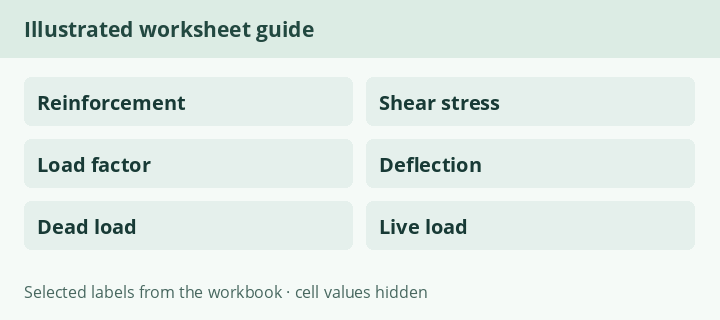 Illustrated worksheet guide
Reinforcement
Shear stress
Load factor
Deflection
Dead load
Live load
Selected labels from the workbook · cell values hidden